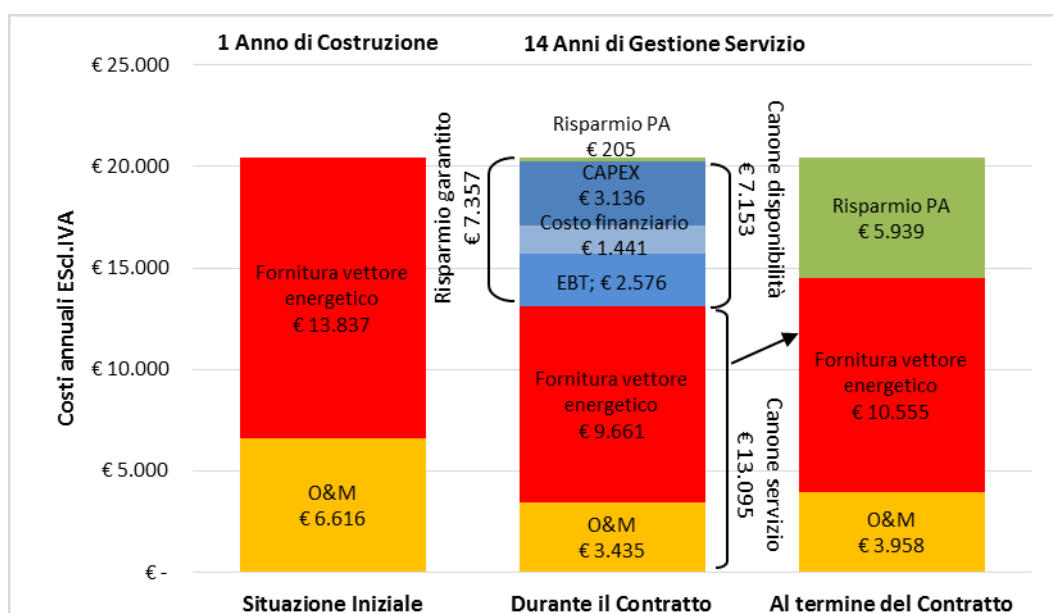 1 Anno di Costruzione
14 Anni di Gestione Servizio
Costi annuali EScl.IVA
€ 25.000
€ 20.000
€ 15.000
€ 10.000
€ 5.000
€ -
Fornitura vettore
energetico
€ 13.837
O&M
€ 6.616
Risparmio garantito
€ 7.357
Risparmio PA
€ 205
CAPEX
€ 3.136
Costo finanziario
€ 1.441
EBT; € 2.576
Fornitura vettore
energetico
€ 9.661
O&M
€ 3.435
Canone disponibilità
€ 7.153
Canone servizio
€ 13.095
Risparmio PA
€ 5.939
Fornitura vettore
energetico
€ 10.555
O&M
€ 3.958
Situazione Iniziale
Durante il Contratto
Al termine del Contratto